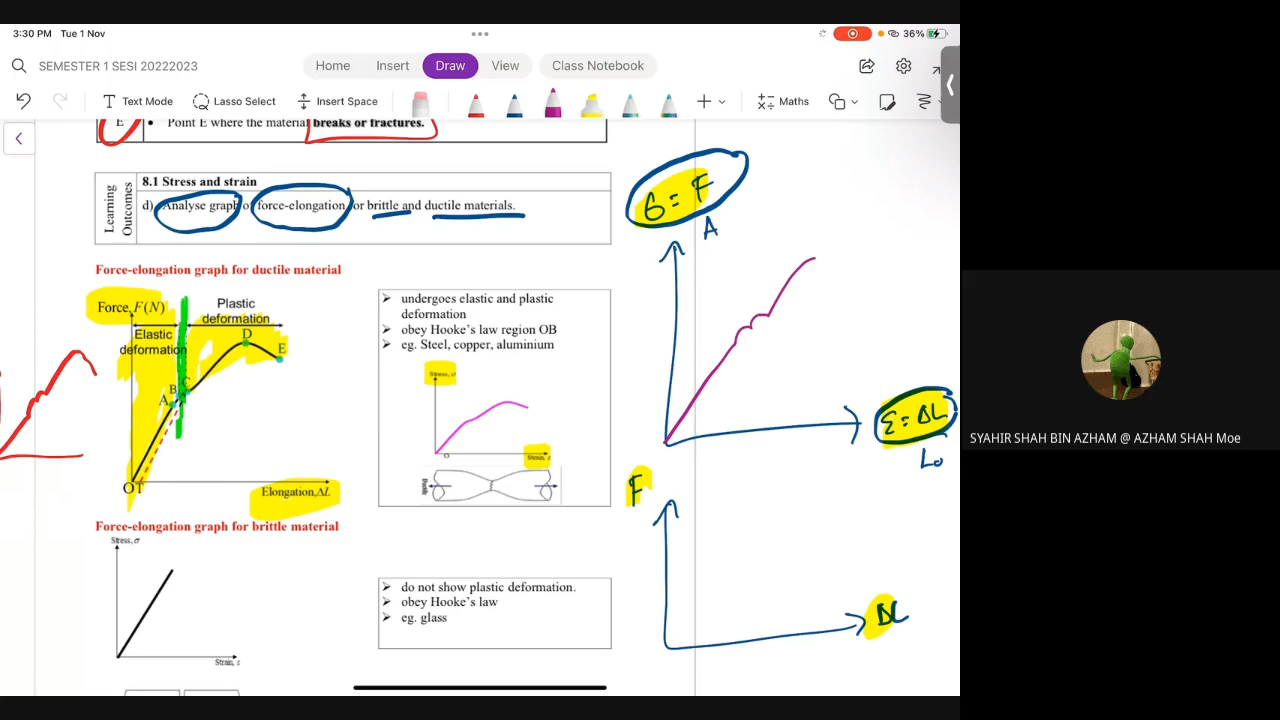 3:30 PM Tue 1 Nov
36%
SEMESTER 1 SESI 20222023
Home Insert Draw View Class Notebook
Text Mode Lasso Select Insert Space Maths
E • Point E where the material breaks or fractures.
Learning Outcomes
8.1 Stress and strain
d) Analyse graph of force-elongation for brittle and ductile materials.
Force-elongation graph for ductile material
Force, F(N)
Plastic
deformation
Elastic
deformation
D
E
B
C
A
O T
Elongation,ΔL
➢ undergoes elastic and plastic
deformation
➢ obey Hooke's law region OB
➢ eg. Steel, copper, aluminium
Stress, σ
O
Strain, ε
Ductile
Force-elongation graph for brittle material
Stress, σ
Strain, ε
➢ do not show plastic deformation.
➢ obey Hooke's law
➢ eg. glass
σ = F
A
ε = ΔL
Lo
F
ΔL
SYAHIR SHAH BIN AZHAM @ AZHAM SHAH Moe